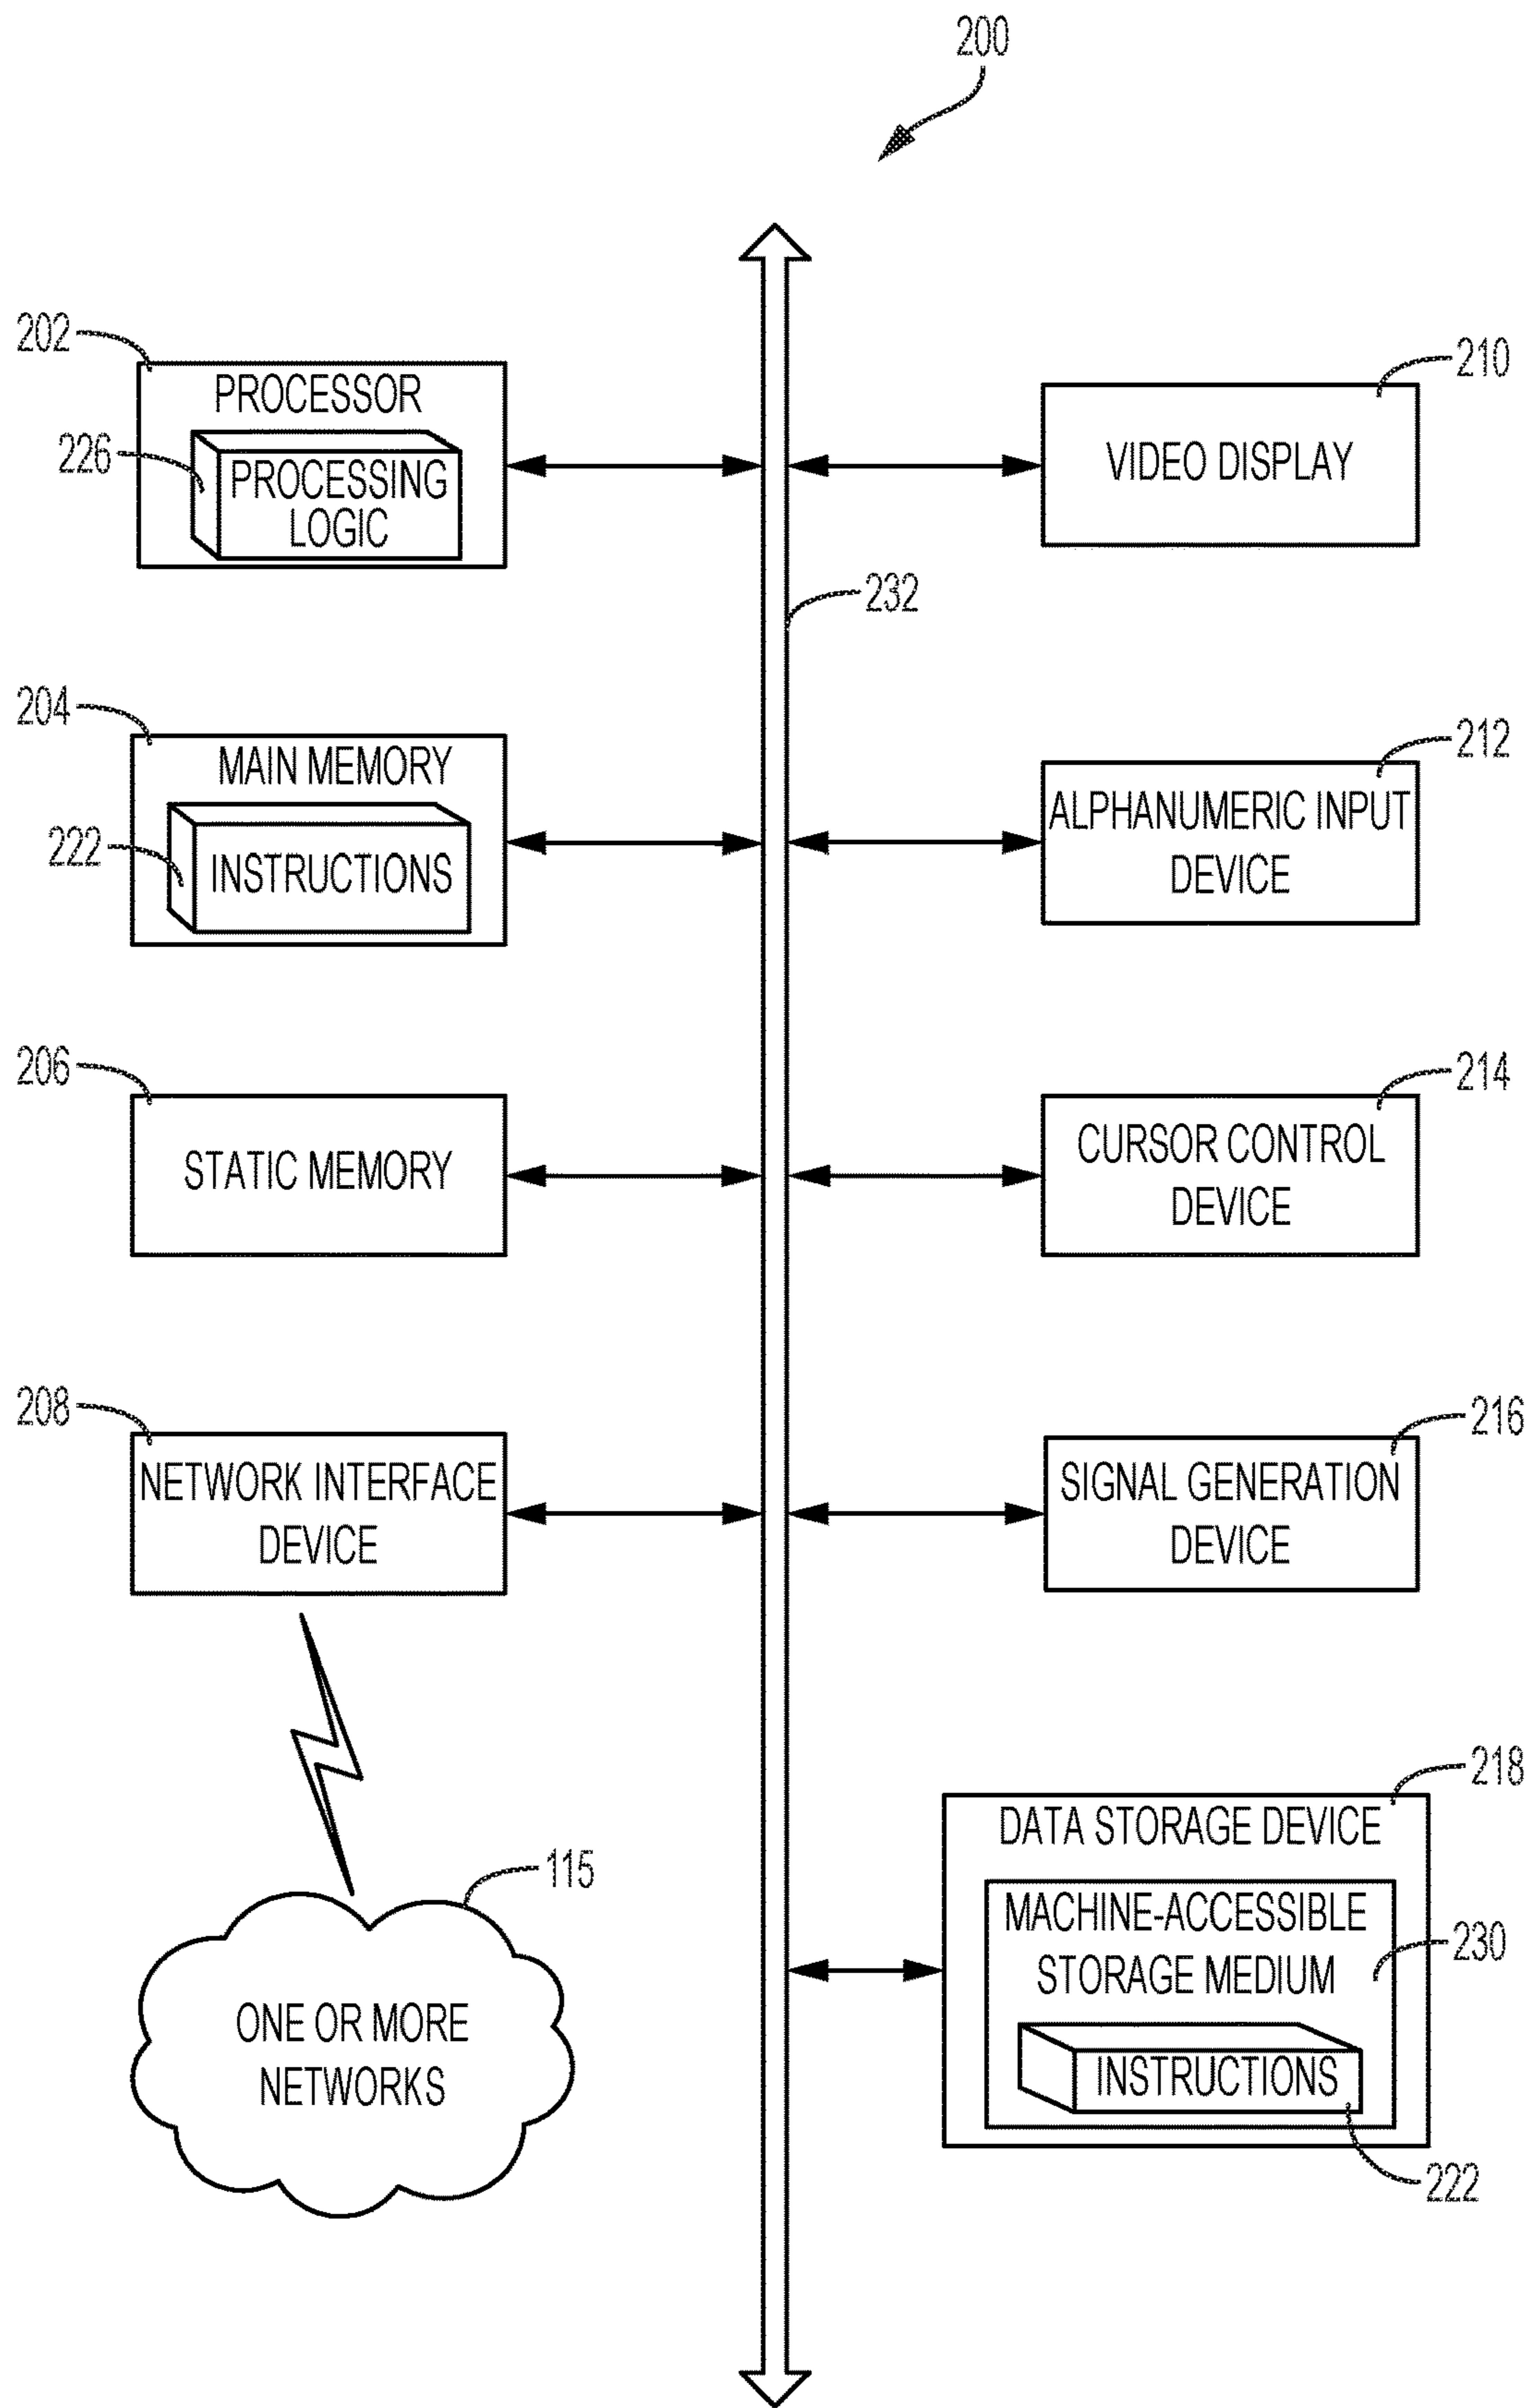 200
202
PROCESSOR
226
PROCESSING
LOGIC
210
VIDEO DISPLAY
232
204
MAIN MEMORY
222
INSTRUCTIONS
212
ALPHANUMERIC INPUT
DEVICE
206
STATIC MEMORY
214
CURSOR CONTROL
DEVICE
208
NETWORK INTERFACE
DEVICE
216
SIGNAL GENERATION
DEVICE
115
ONE OR MORE
NETWORKS
218
DATA STORAGE DEVICE
MACHINE-ACCESSIBLE
STORAGE MEDIUM
230
INSTRUCTIONS
222